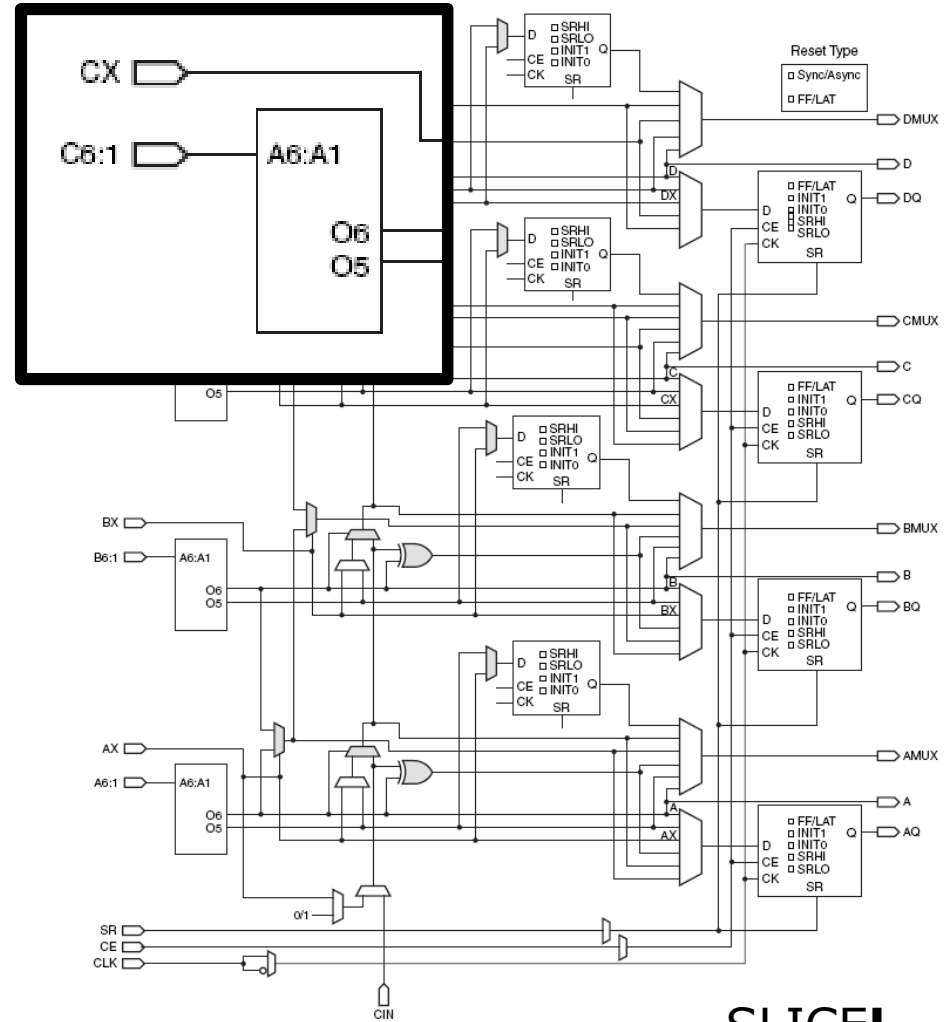 CX
C6:1
A6:A1
O6
O5
D
CE
CK
SRHI
SRLO
INIT1
INIT0
Q
SR
Reset Type
Sync/Async
FF/LAT
DMUX
D
D
DX
FF/LAT
INIT1
INIT0
SRHI
SRLO
D
CE
CK
Q
SR
DQ
D
CE
CK
SRHI
SRLO
INIT1
INIT0
Q
SR
CMUX
C
O5
C
CX
FF/LAT
INIT1
INIT0
SRHI
SRLO
D
CE
CK
Q
SR
CQ
D
CE
CK
SRHI
SRLO
INIT1
INIT0
Q
SR
BX
BMUX
B6:1
A6:A1
O6
O5
B
B
BX
FF/LAT
INIT1
INIT0
SRHI
SRLO
D
CE
CK
Q
SR
BQ
D
CE
CK
SRHI
SRLO
INIT1
INIT0
Q
SR
AX
AMUX
A6:1
A6:A1
O6
O5
A
A
AX
FF/LAT
INIT1
INIT0
SRHI
SRLO
D
CE
CK
Q
SR
AQ
0/1
SR
CE
CLK
CIN
SLICEL